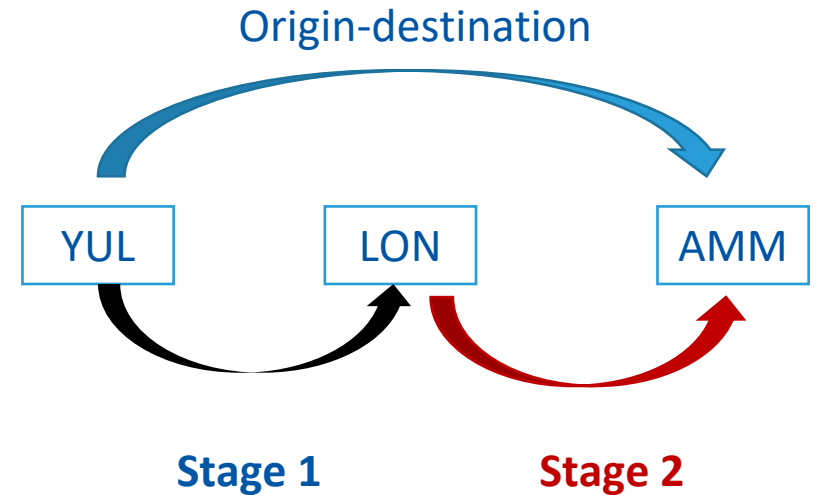 Origin-destination
YUL
LON
AMM
Stage 1
Stage 2